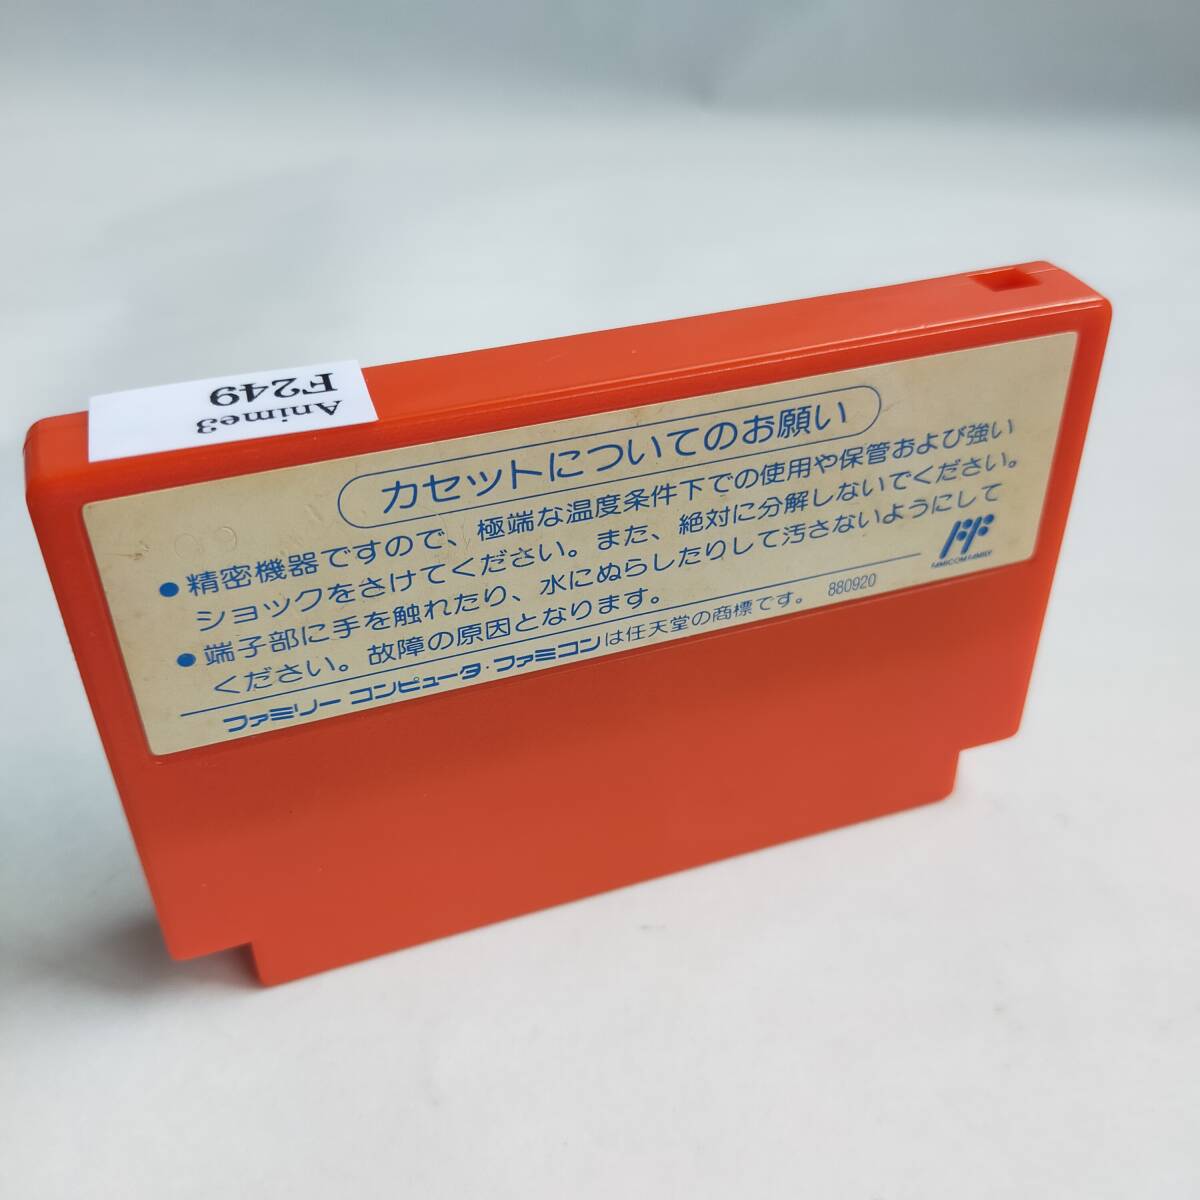 Anime3
F249
カセットについてのお願い
●精密機器ですので、極端な温度条件下での使用や保管および強い
ショックをさけてください。また、絶対に分解しないでください。
●端子部に手を触れたり、水にぬらしたりして汚さないようにして
ください。故障の原因となります。
FAMICOM FAMILY
ファミリーコンピュータ・ファミコンは任天堂の商標です。 880920